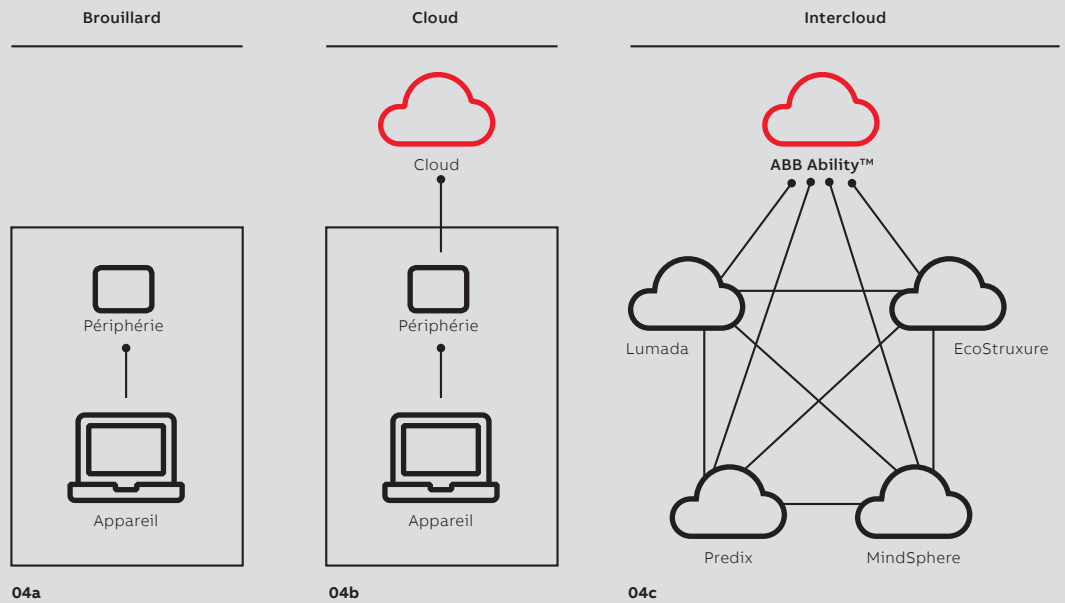 Brouillard
Périphérie
Appareil
04a
Cloud
Cloud
Périphérie
Appareil
04b
Intercloud
ABB Ability™
Lumada
EcoStruxure
Predix
MindSphere
04c